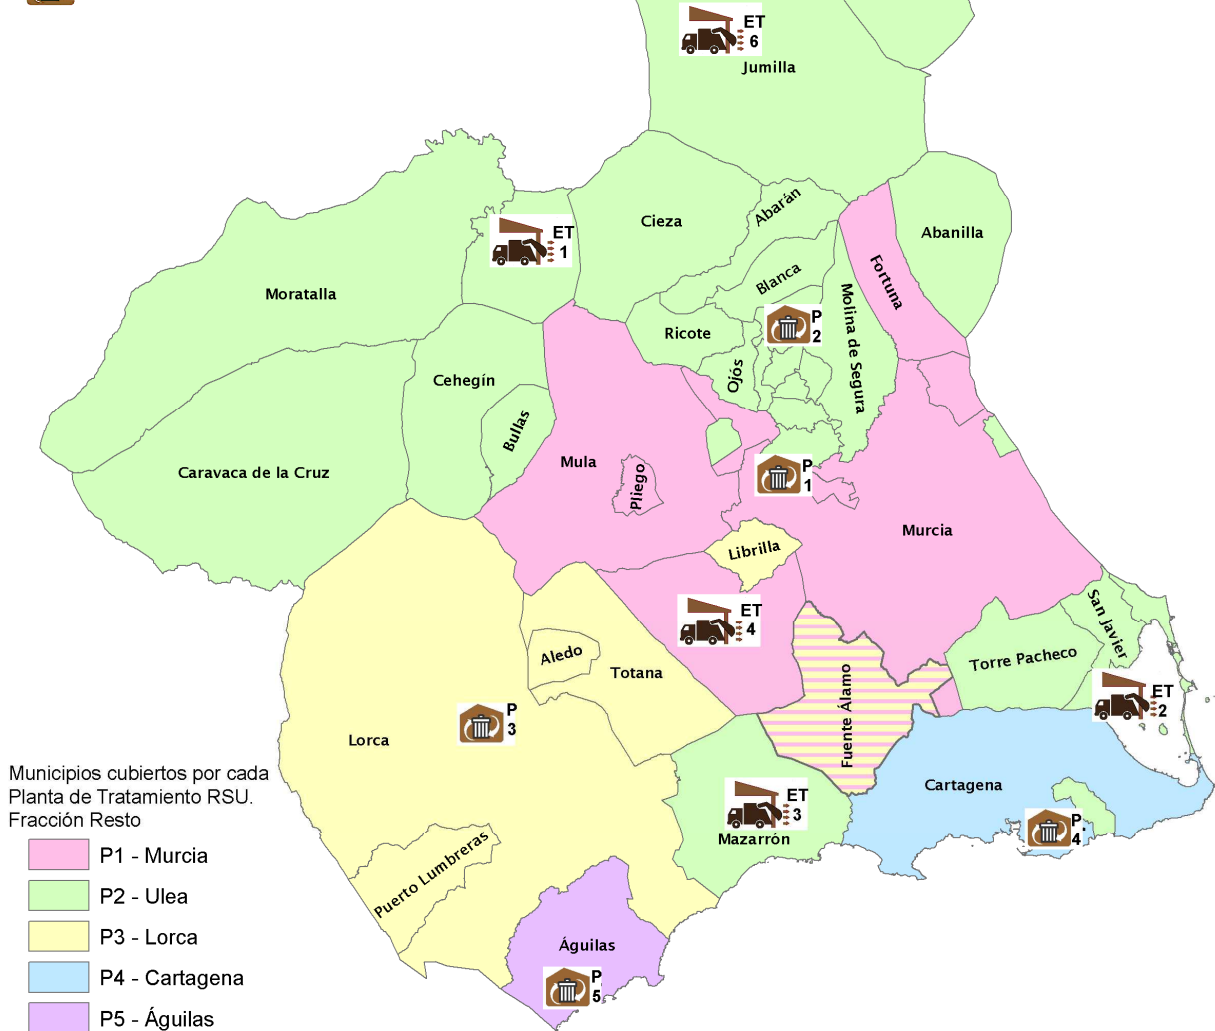 ET
6
Jumilla
Abarán
Cieza
ET
1
Abanilla
Fortuna
Blanca
Moratalla
Molina de Segura
P
2
Ricote
Ojós
Cehegín
Bullas
Mula
Caravaca de la Cruz
Pliego
P
1
Murcia
Librilla
San Javier
ET
4
Aledo
Totana
Torre Pacheco
Fuente Álamo
ET
2
P
3
Lorca
Cartagena
ET
3
Mazarrón
P.
4
Puerto Lumbreras
Águilas
P
5
Municipios cubiertos por cada
Planta de Tratamiento RSU.
Fracción Resto
P1 - Murcia
P2 - Ulea
P3 - Lorca
P4 - Cartagena
P5 - Águilas